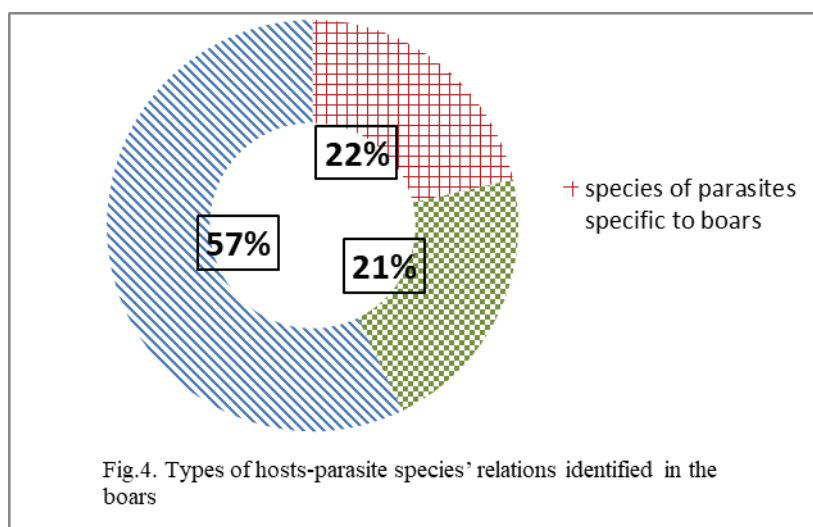 22%
57%
21%
species of parasites
specific to boars
Fig.4. Types of hosts-parasite species’ relations identified in the
boars